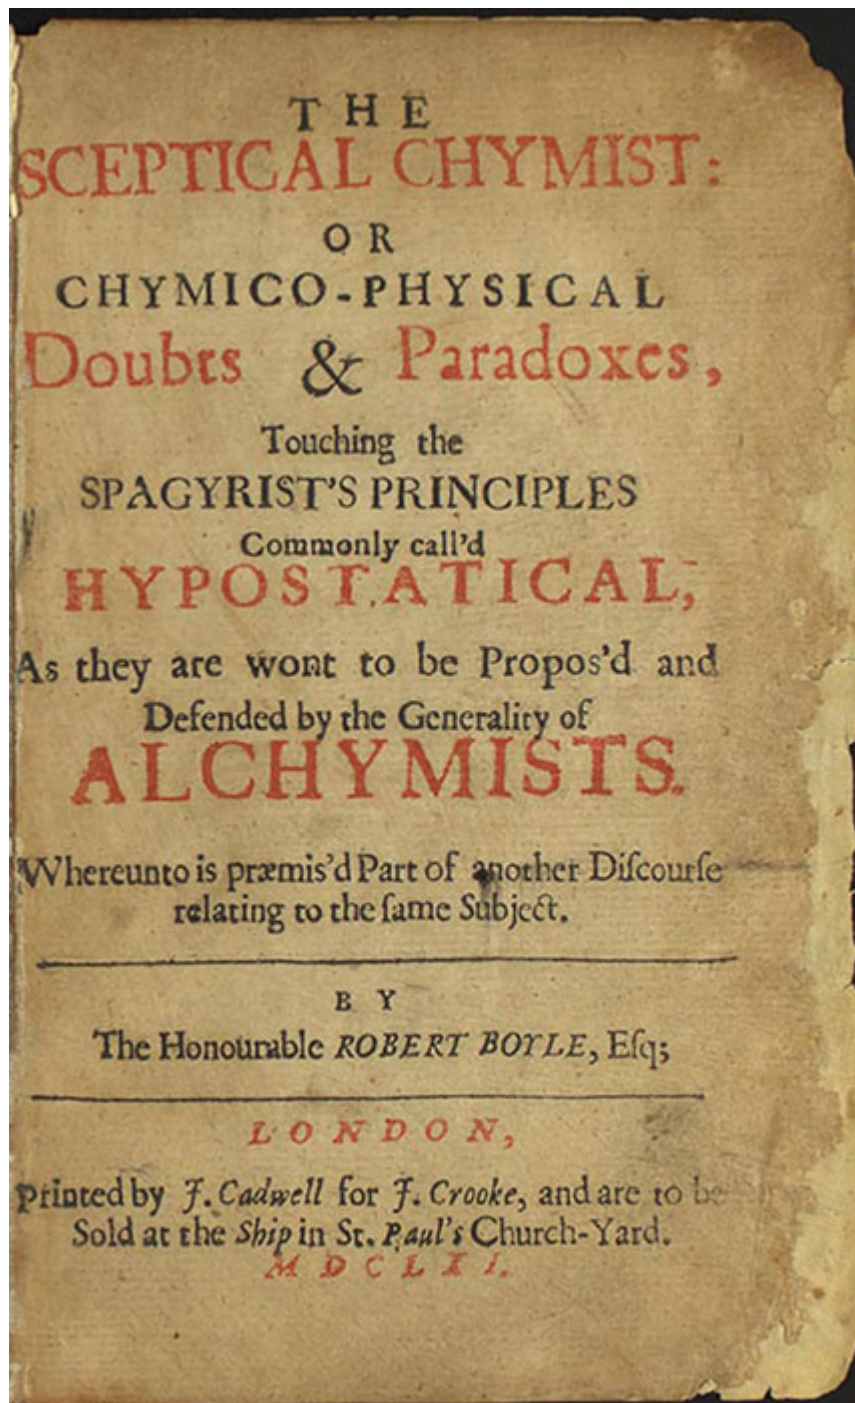 THE
SCEPTICAL CHYMIST:
OR
CHYMICO-PHYSICAL
Doubts & Paradoxes,
Touching the
SPAGYRIST'S PRINCIPLES
Commonly call'd
HYPOSTATICAL,
As they are wont to be Propos'd and
Defended by the Generality of
ALCHYMISTS.
Whereunto is præmis'd Part of another Diſcourſe
relating to the ſame Subject.
BY
The Honourable ROBERT BOYLE, Eſq;
LONDON,
Printed by J. Cadwell for J. Crooke, and are to be
Sold at the Ship in St. Paul's Church-Yard.
MDCLXI.